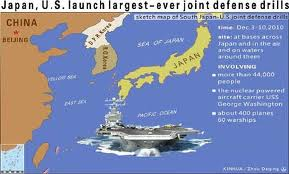 Japan, U.S. launch largest-ever joint defense drills
sketch map of South Japan-U.S joint defense drills
CHINA
BEIJING
D P R Korea
R O Korea
SEA OF JAPAN
JAPAN
YELLOW SEA
EAST SEA
PACIFIC OCEAN
time: Dec.3-10,2010
site: at bases across
Japan and in the air
and on waters
around them
INVOLVING
more than 44,000
people
the nuclear powered
aircraft carrier USS
George Washington
about 400 planes
60 warships
XINHUA / Zhou Daqing